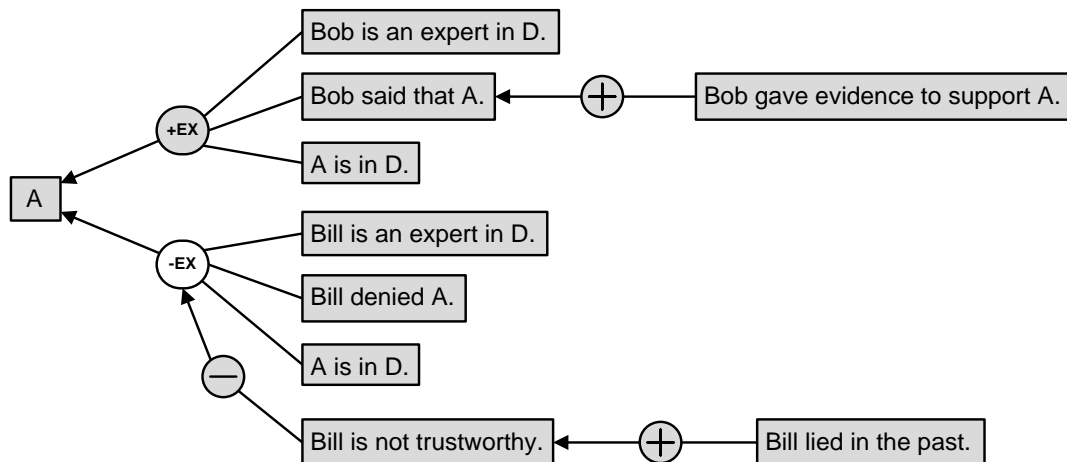 Bob is an expert in D.
Bob said that A.
+
Bob gave evidence to support A.
+EX
A is in D.
A
Bill is an expert in D.
-EX
Bill denied A.
A is in D.
−
Bill is not trustworthy.
+
Bill lied in the past.